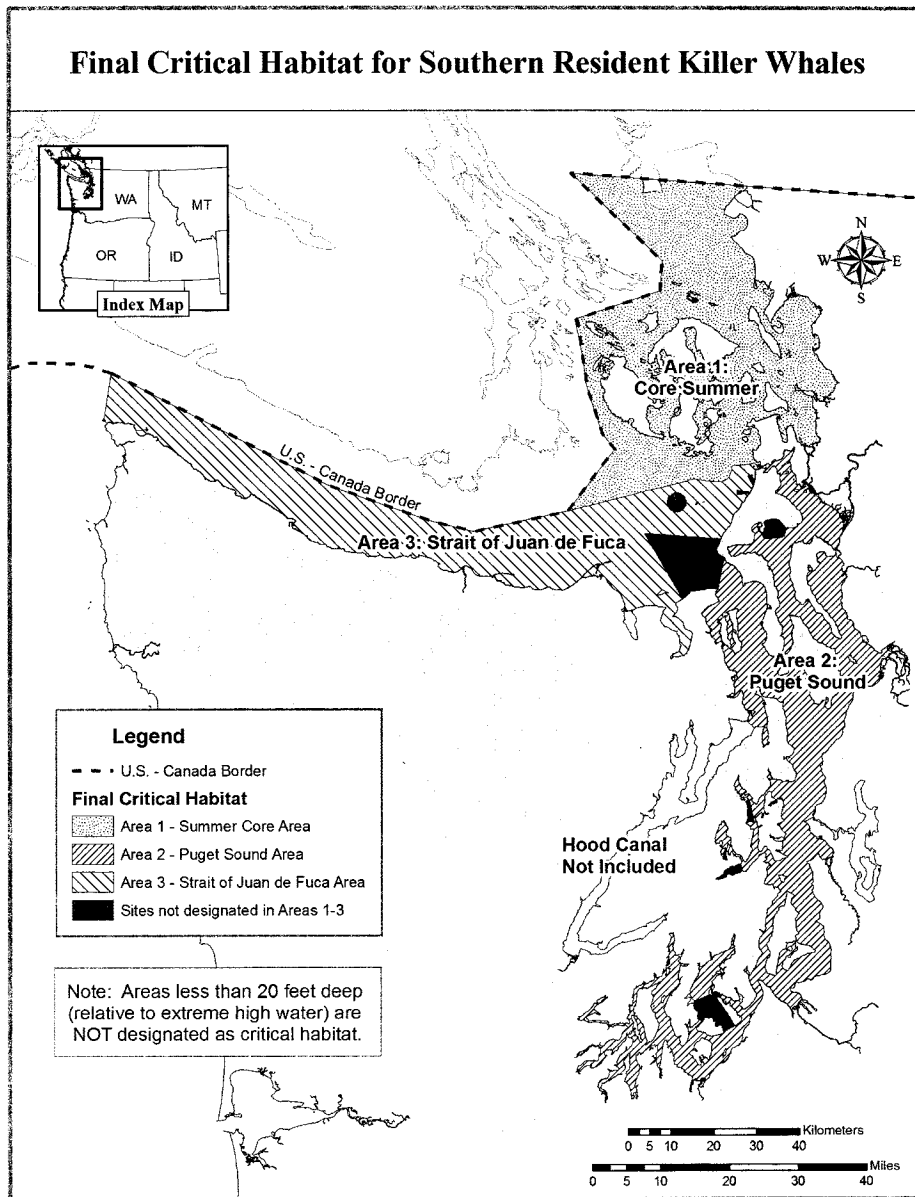 Final Critical Habitat for Southern Resident Killer Whales
WA
MT
OR
ID
Index Map
N
W
E
S
Area 1:
Core Summer
U.S. - Canada Border
Area 3: Strait of Juan de Fuca
Area 2:
Puget Sound
Legend
U.S. - Canada Border
Final Critical Habitat
Area 1 - Summer Core Area
Area 2 - Puget Sound Area
Area 3 - Strait of Juan de Fuca Area
Sites not designated in Areas 1-3
Hood Canal
Not Included
Note: Areas less than 20 feet deep
(relative to extreme high water) are
NOT designated as critical habitat.
Kilometers
0 5 10 20 30 40
Miles
0 5 10 20 30 40